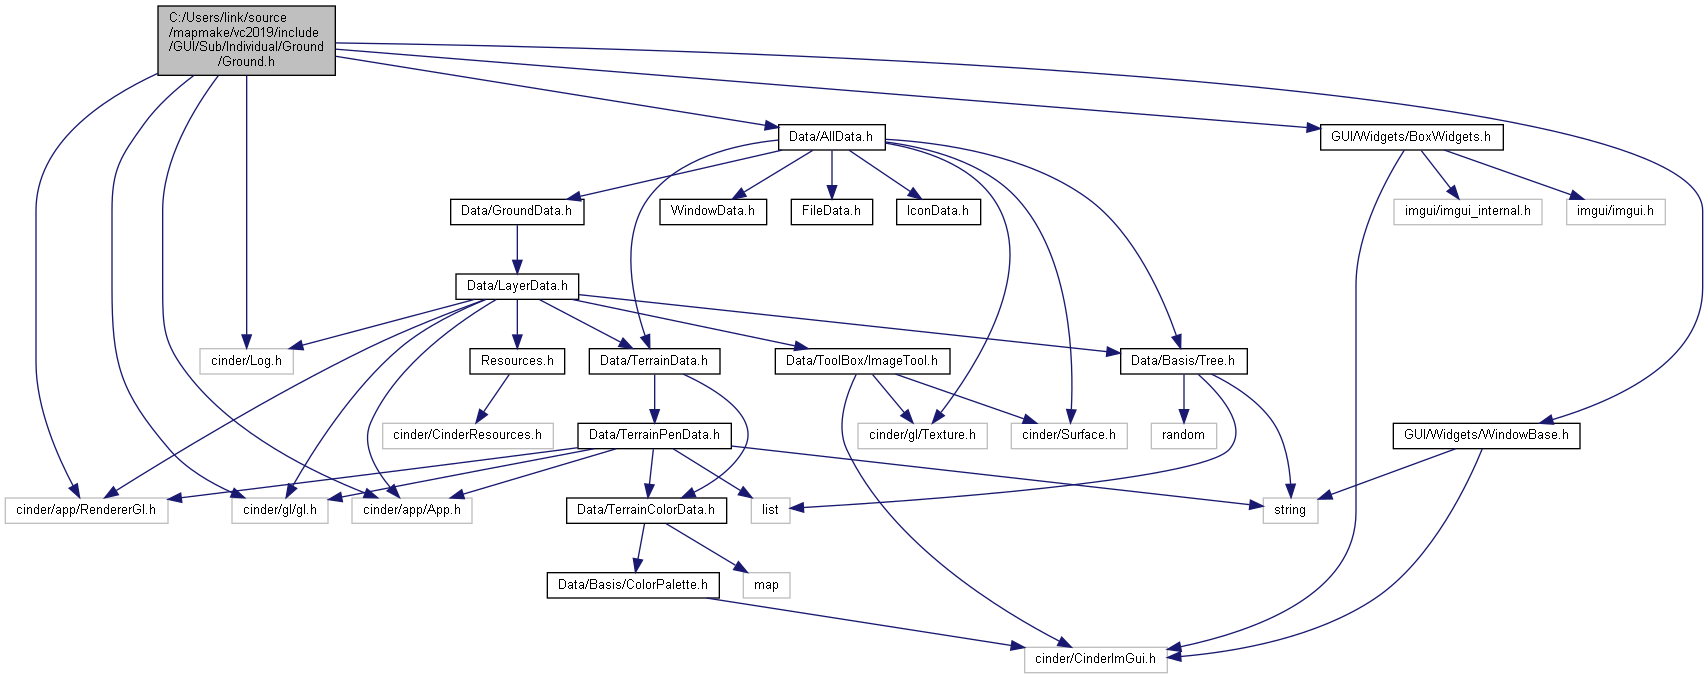 C:/Users/link/source
/mapmake/vc2019/include
/GUI/Sub/Individual/Ground
/Ground.h
Data/AllData.h
GUI/Widgets/BoxWidgets.h
Data/GroundData.h
WindowData.h
FileData.h
IconData.h
imgui/imgui_internal.h
imgui/imgui.h
Data/LayerData.h
cinder/Log.h
Resources.h
Data/TerrainData.h
Data/ToolBox/ImageTool.h
Data/Basis/Tree.h
cinder/CinderResources.h
Data/TerrainPenData.h
cinder/gl/Texture.h
cinder/Surface.h
random
GUI/Widgets/WindowBase.h
cinder/app/RendererGl.h
cinder/gl/gl.h
cinder/app/App.h
Data/TerrainColorData.h
list
string
Data/Basis/ColorPalette.h
map
cinder/CinderImGui.h